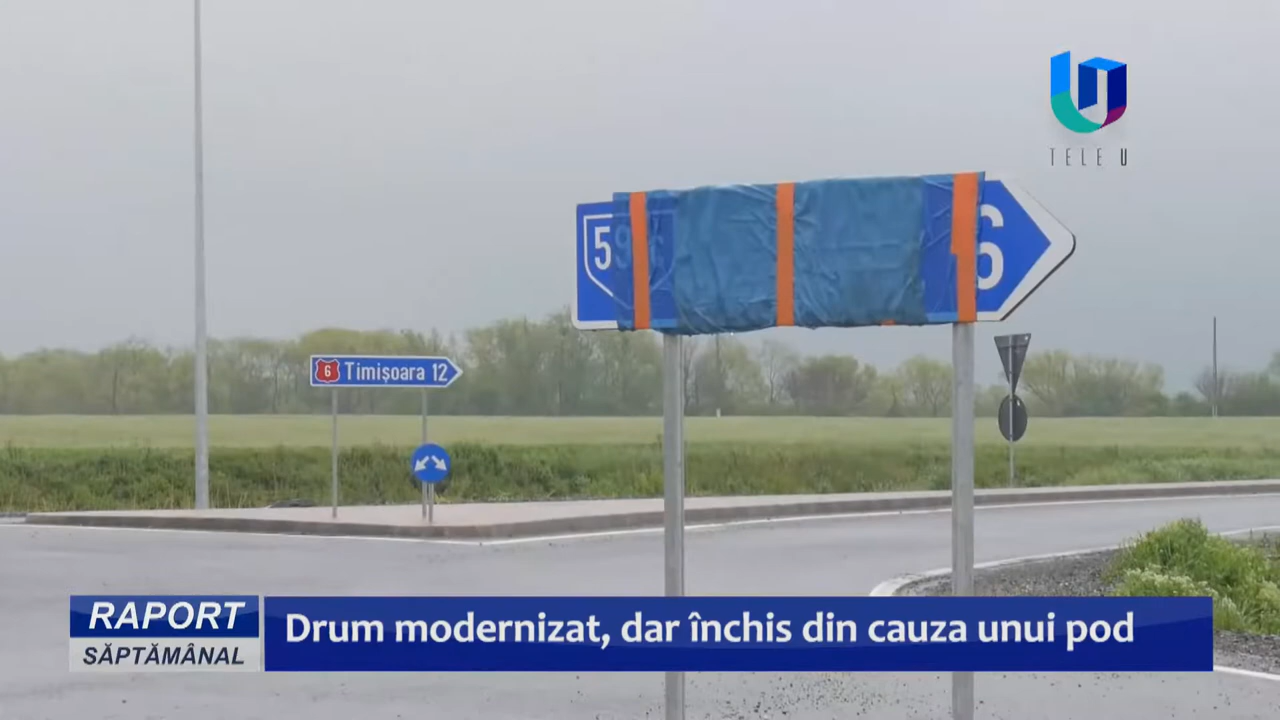 TELE U
5
6
6 Timișoara 12
RAPORT
SĂPTĂMÂNAL
Drum modernizat, dar închis din cauza unui pod